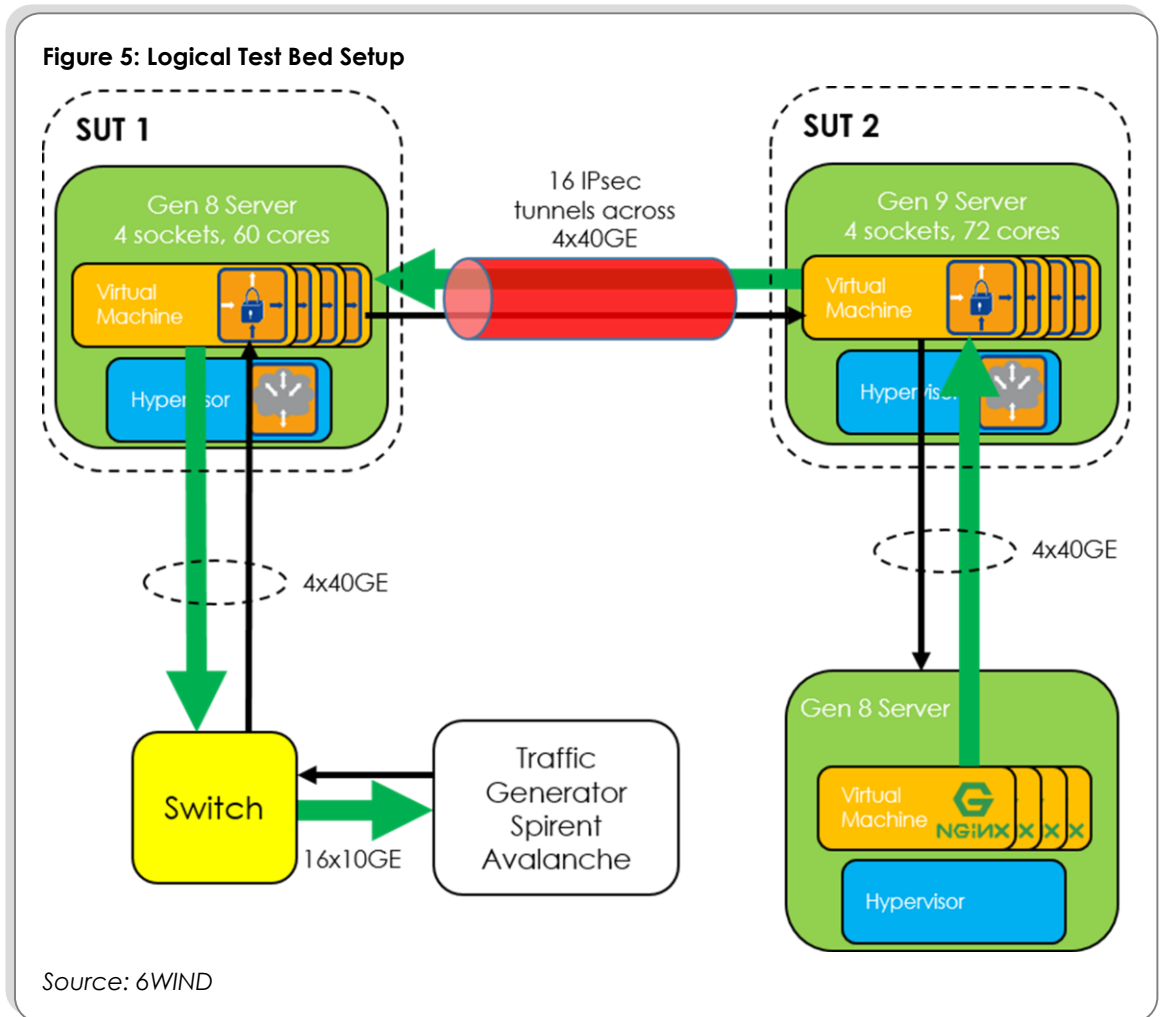 Figure 5: Logical Test Bed Setup
SUT 1
Gen 8 Server
4 sockets, 60 cores
Virtual
Machine
Hypervisor
16 IPsec
tunnels across
4x40GE
SUT 2
Gen 9 Server
4 sockets, 72 cores
Virtual
Machine
Hypervisor
4x40GE
4x40GE
Switch
16x10GE
Traffic
Generator
Spirent
Avalanche
Gen 8 Server
Virtual
Machine
G
NGiNX X X X
Hypervisor
Source: 6WIND